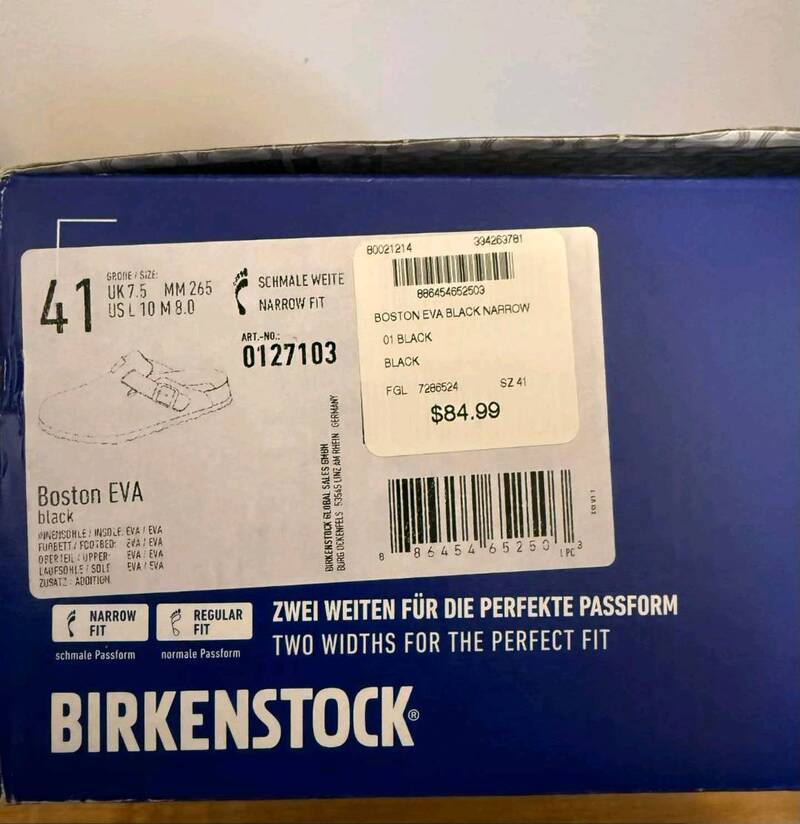 41
GRÖßE / SIZE:
UK 7.5 MM 265
US L 10 M 8.0
SCHMALE WEITE
NARROW FIT
ART.-NO.:
0127103
80021214 334263781
886454652503
BOSTON EVA BLACK NARROW
01 BLACK
BLACK
FGL 7286524 SZ 41
$84.99
Boston EVA
black
INNENSOHLE / INSOLE: EVA / EVA
FUßBETT / FOOTBED: EVA / EVA
OBERTEIL / UPPER: EVA / EVA
LAUFSOHLE / SOLE EVA / EVA
ZUSATZ : ADDITION:
BIRKENSTOCK GLOBAL SALES GMBH
BURG OCKENFELS 53545 LINZ AM RHEIN GERMANY
8 86454 65250 3
1 PC
NARROW
FIT
schmale Passform
REGULAR
FIT
normale Passform
ZWEI WEITEN FÜR DIE PERFEKTE PASSFORM
TWO WIDTHS FOR THE PERFECT FIT
BIRKENSTOCK®